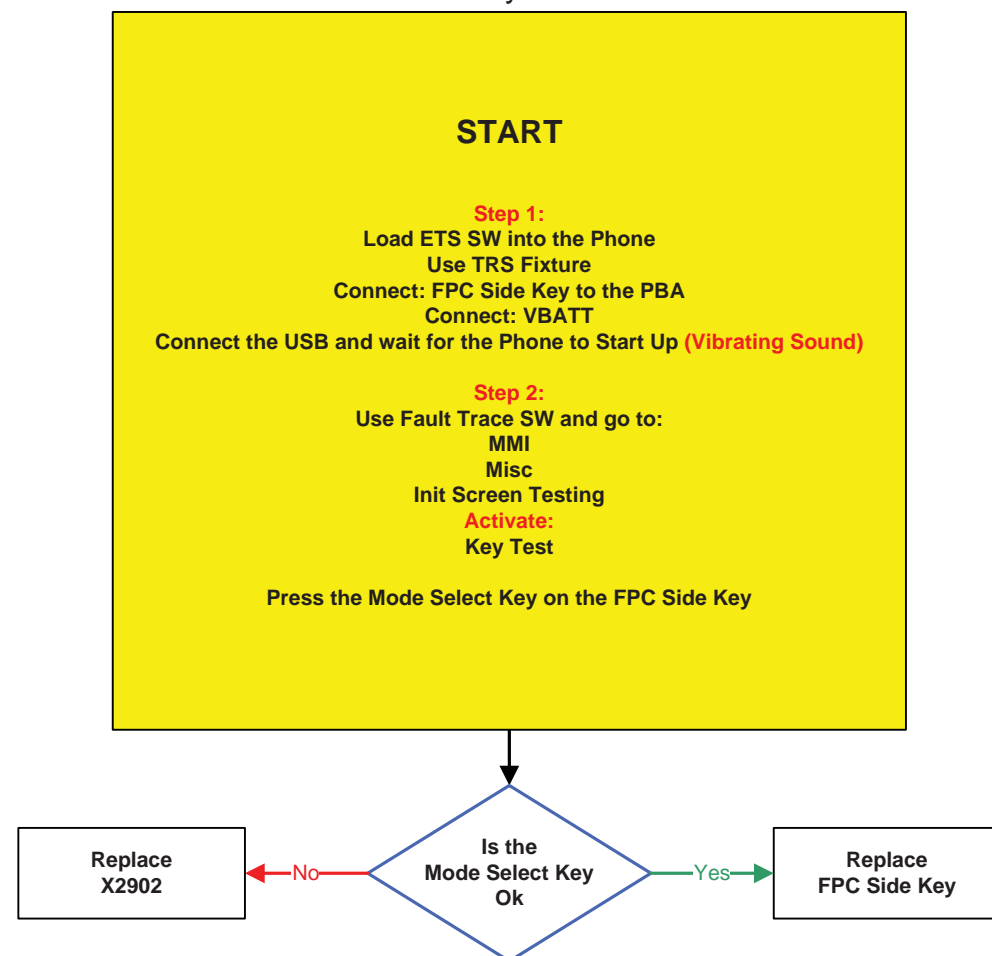 START
Step 1:
Load ETS SW into the Phone
Use TRS Fixture
Connect: FPC Side Key to the PBA
Connect: VBATT
Connect the USB and wait for the Phone to Start Up (Vibrating Sound)
Step 2:
Use Fault Trace SW and go to:
MMI
Misc
Init Screen Testing
Activate:
Key Test
Press the Mode Select Key on the FPC Side Key
Replace
X2902
No
Is the
Mode Select Key
Ok
Yes
Replace
FPC Side Key